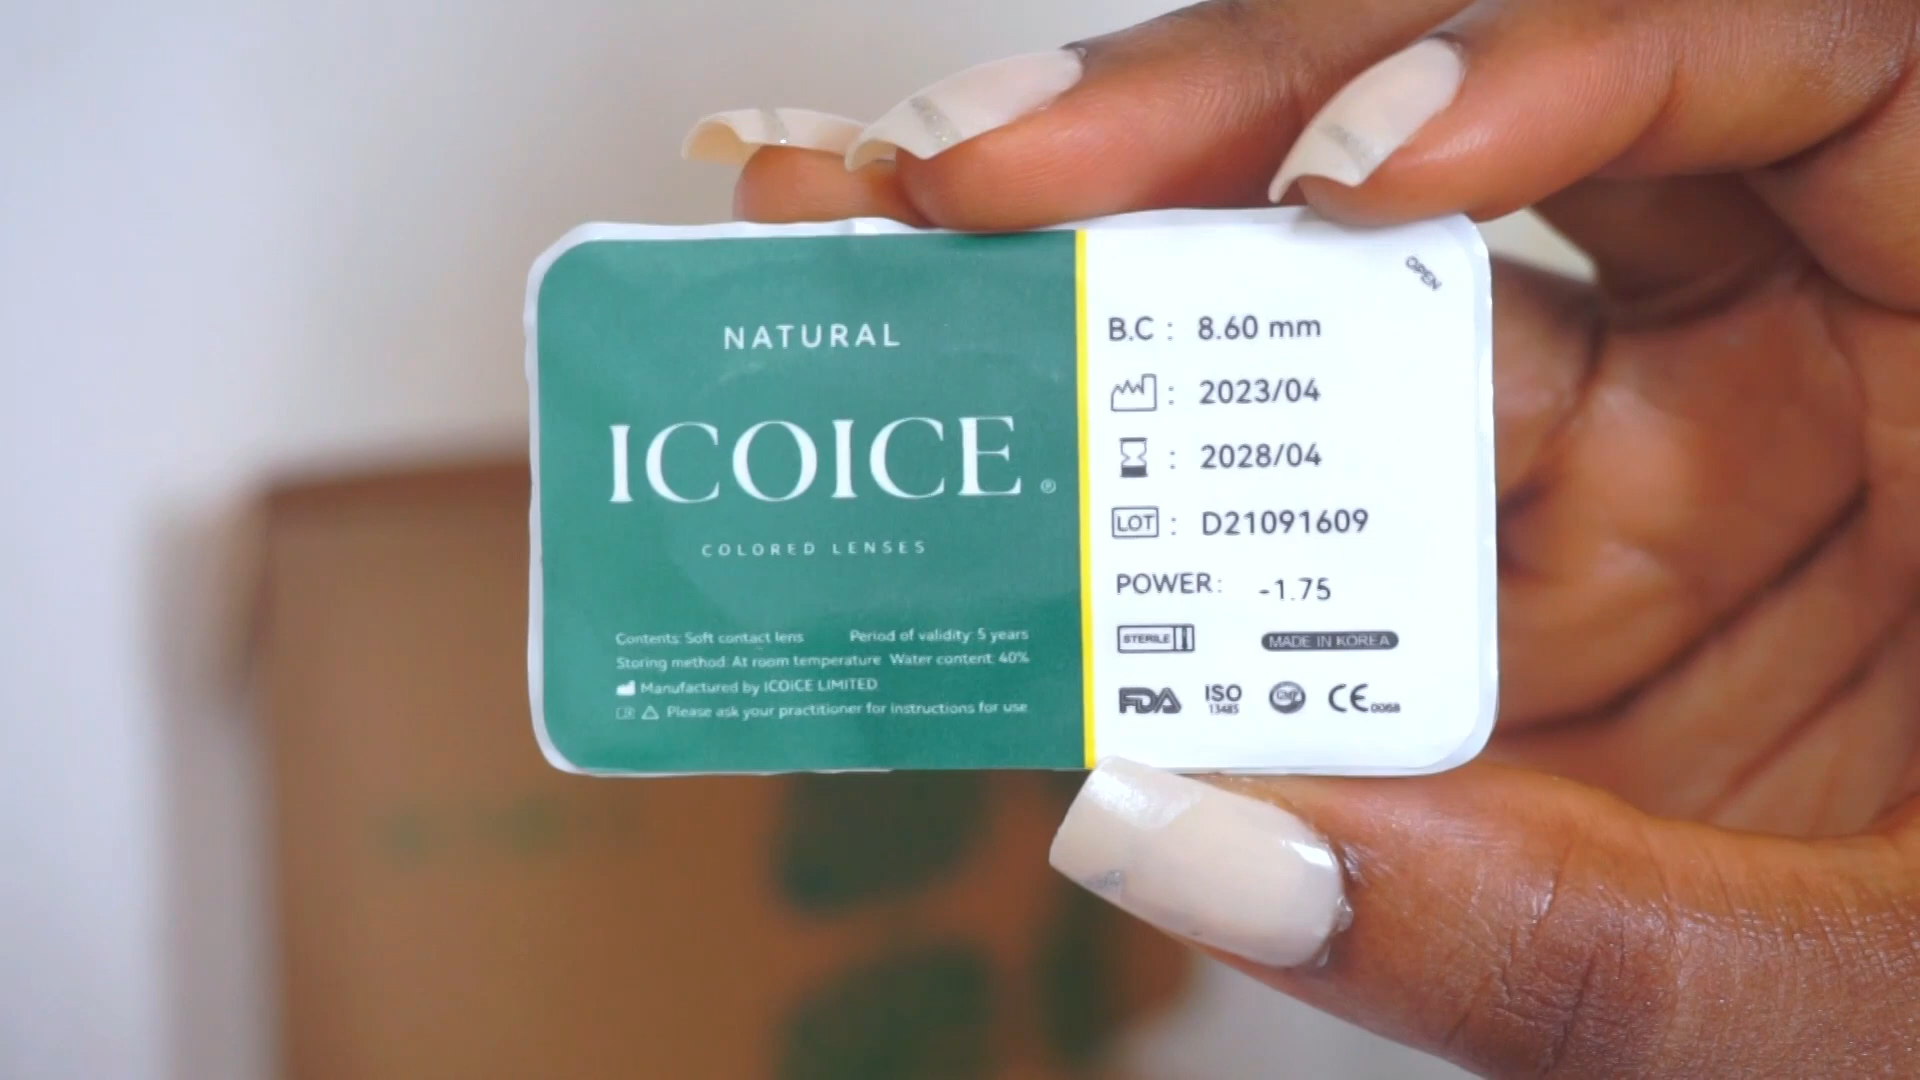 NATURAL
ICOICE®
COLORED LENSES
Contents: Soft contact lens Period of validity: 5 years
Storing method: At room temperature Water content: 40%
Manufactured by ICOICE LIMITED
Please ask your practitioner for instructions for use
OPEN
B.C : 8.60 mm
: 2023/04
: 2028/04
LOT : D21091609
POWER: -1.75
STERILE MADE IN KOREA
FDA ISO 13485 GMP CE 0068